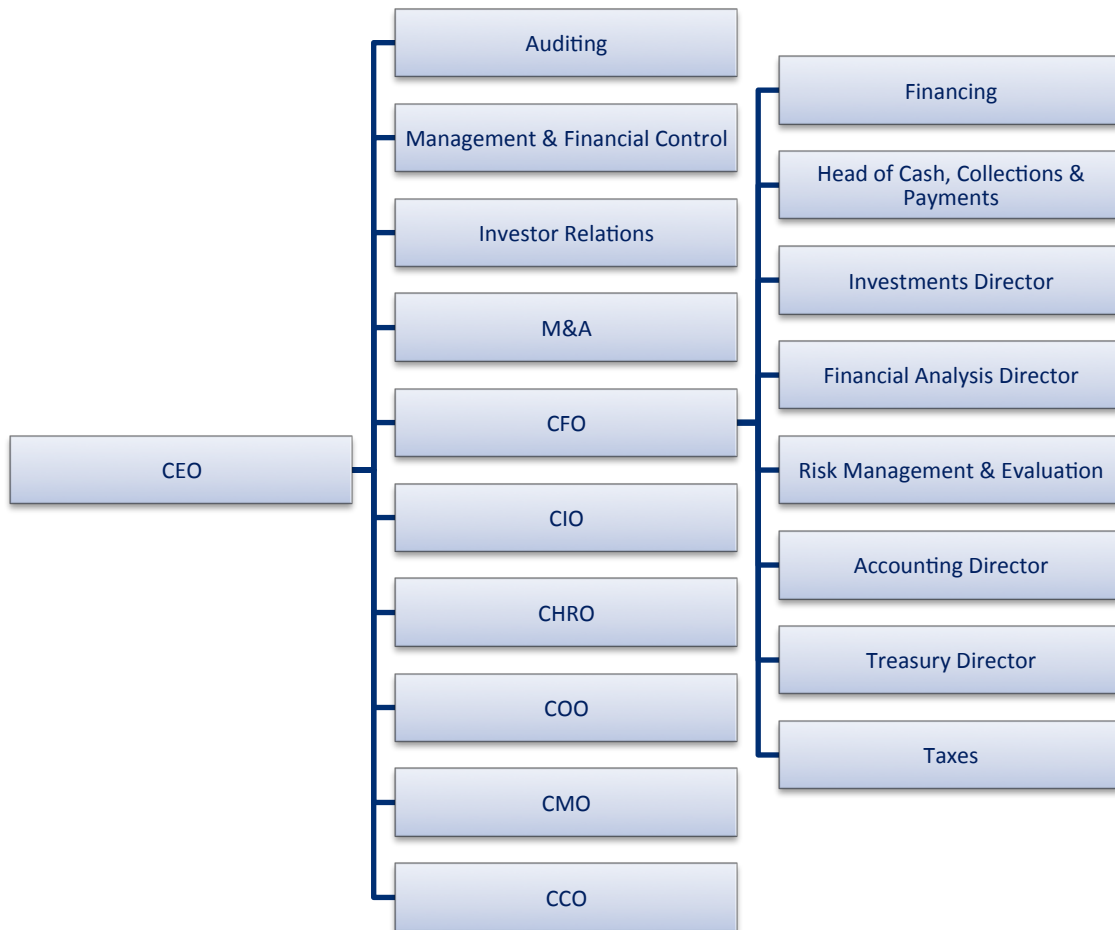 CEO
Auditing
Management & Financial Control
Investor Relations
M&A
CFO
CIO
CHRO
COO
CMO
CCO
Financing
Head of Cash, Collections &
Payments
Investments Director
Financial Analysis Director
Risk Management & Evaluation
Accounting Director
Treasury Director
Taxes